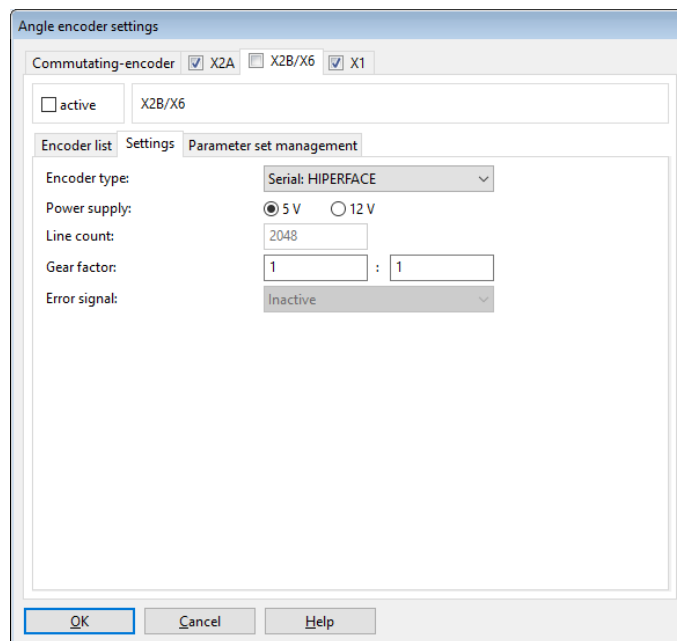 Angle encoder settings
Commutating-encoder X2A X2B/X6 X1
active X2B/X6
Encoder list Settings Parameter set management
Encoder type: Serial: HIPERFACE
Power supply: 5 V 12 V
Line count: 2048
Gear factor: 1 : 1
Error signal: Inactive
OK Cancel Help